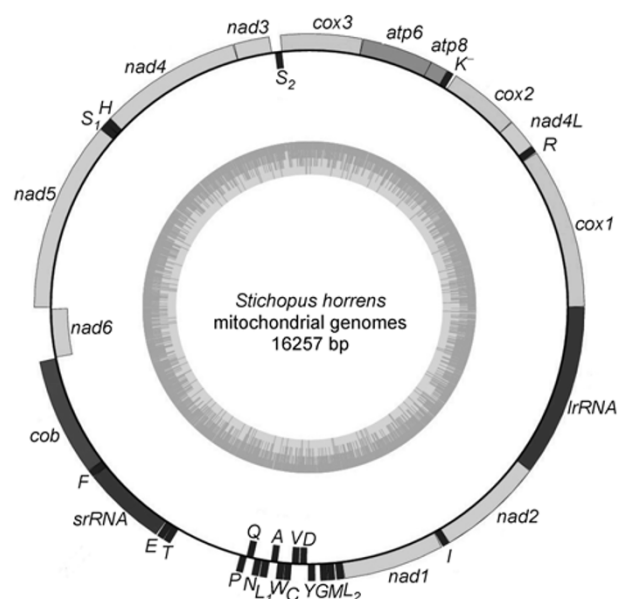 cox3
atp6
atp8
K⁻
cox2
nad4L
R
cox1
lrRNA
nad2
I
nad1
L₂
M
G
Y
D
V
C
W
A
L₁
N
Q
P
T
E
srRNA
F
cob
nad6
nad5
S₁
H
nad4
nad3
S₂
Stichopus horrens
mitochondrial genomes
16257 bp